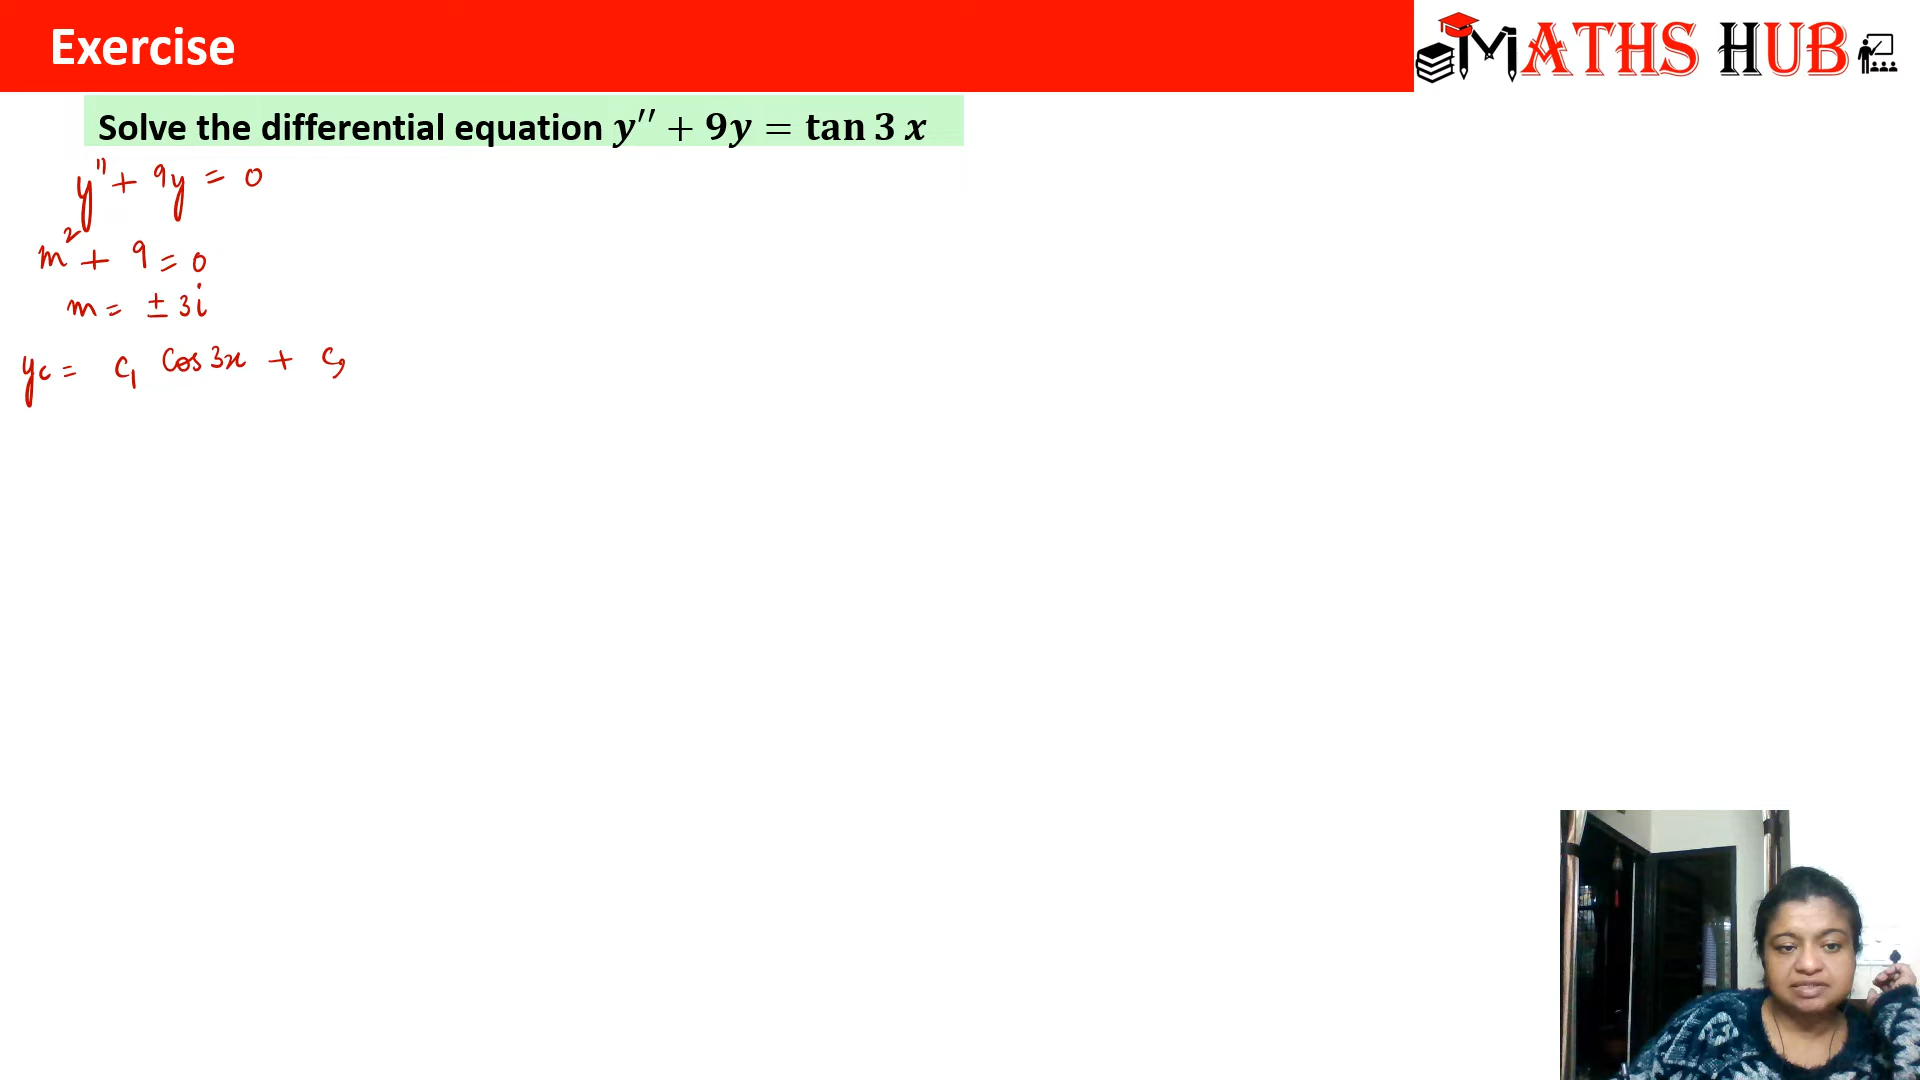 Exercise
MATHS HUB
Solve the differential equation y′′ + 9y = tan 3 x
y" + 9y = 0
m² + 9 = 0
m = ± 3i
yc = c₁ cos 3x + c₂